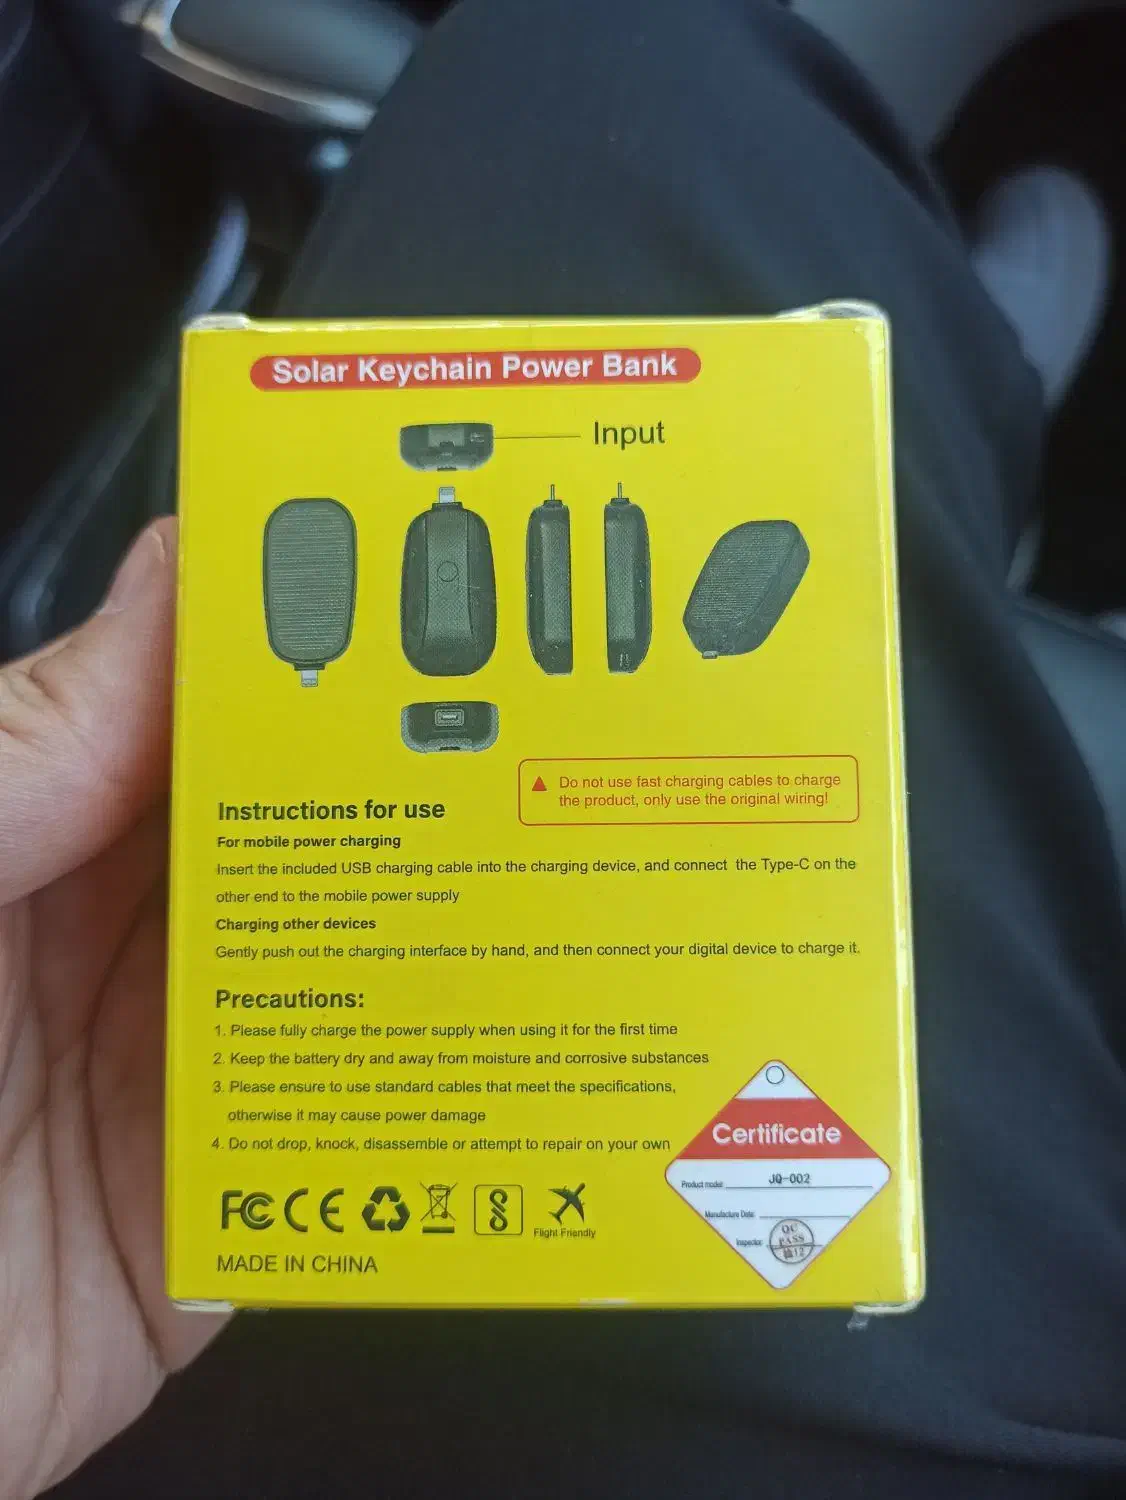 Solar Keychain Power Bank
Input
Do not use fast charging cables to charge
the product, only use the original wiring!
Instructions for use
For mobile power charging
Insert the included USB charging cable into the charging device, and connect the Type-C on the
other end to the mobile power supply
Charging other devices
Gently push out the charging interface by hand, and then connect your digital device to charge it.
Precautions:
1. Please fully charge the power supply when using it for the first time
2. Keep the battery dry and away from moisture and corrosive substances
3. Please ensure to use standard cables that meet the specifications,
otherwise it may cause power damage
4. Do not drop, knock, disassemble or attempt to repair on your own
Certificate
Product model: JQ-002
Manufacture Date:
Inspector:
QC
PASS
12
FC CE
Flight Friendly
MADE IN CHINA